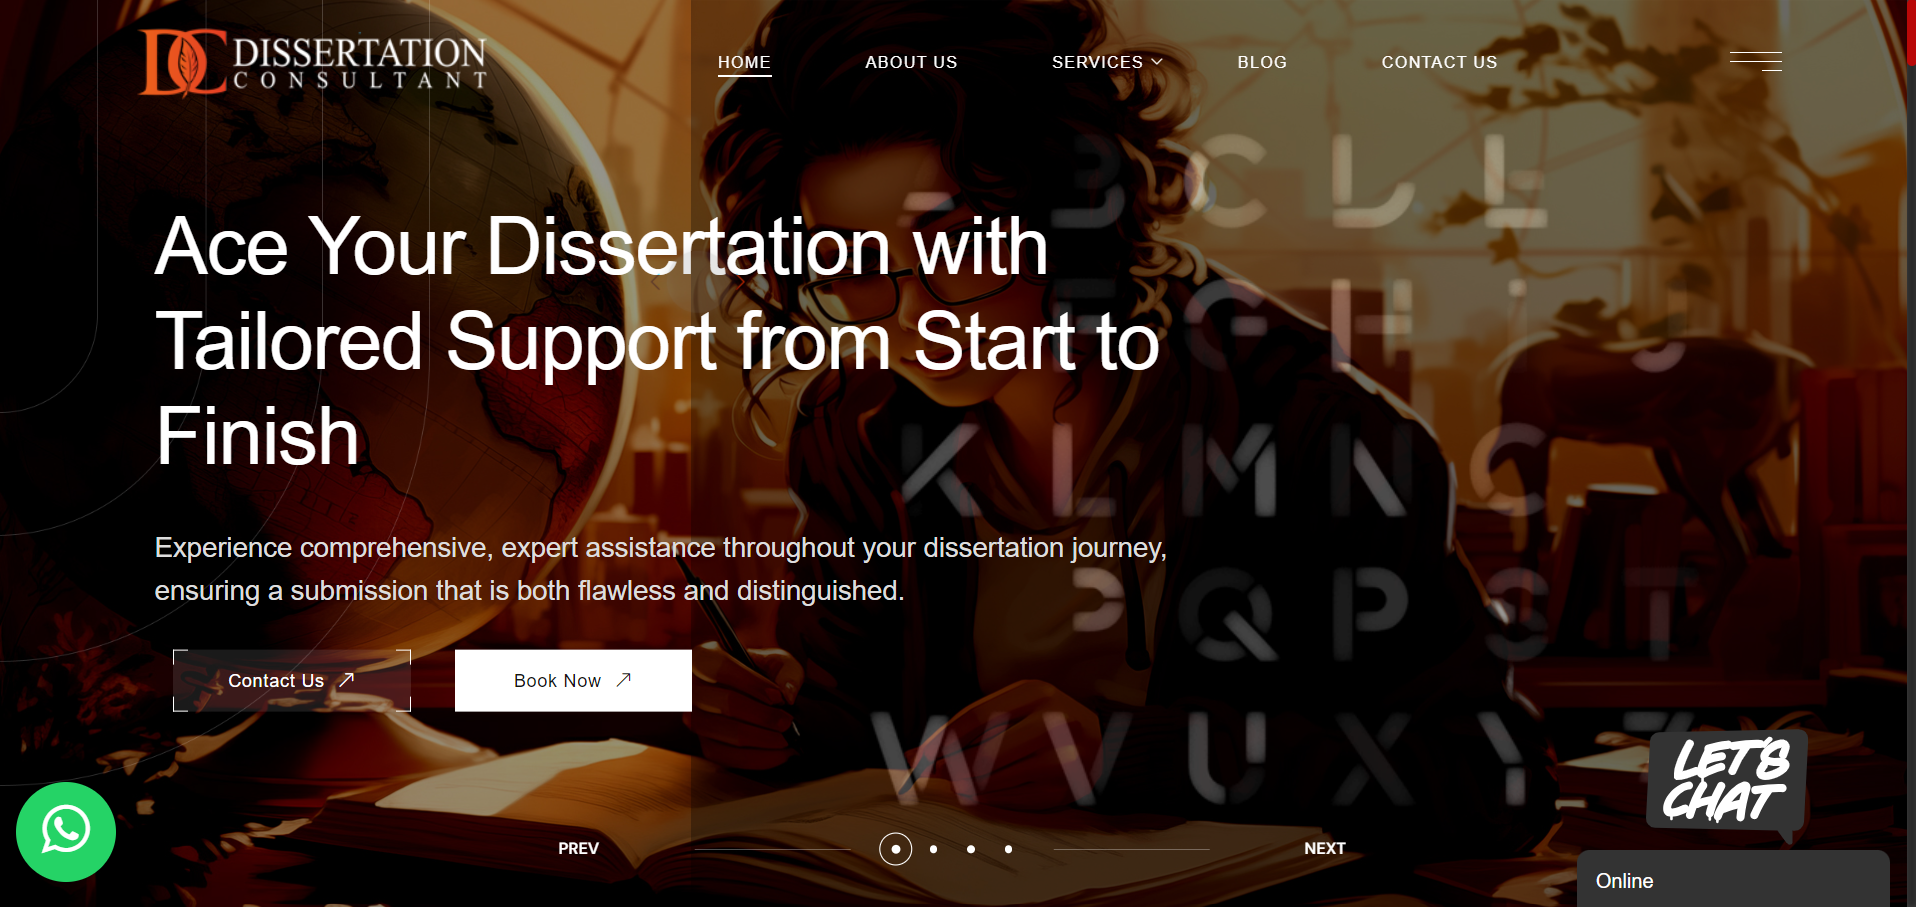 DC DISSERTATION
CONSULTANT
HOME
ABOUT US
SERVICES
BLOG
CONTACT US
Ace Your Dissertation with
Tailored Support from Start to
Finish
Experience comprehensive, expert assistance throughout your dissertation journey,
ensuring a submission that is both flawless and distinguished.
Contact Us
Book Now
LET'S
CHAT
PREV
NEXT
Online
K L M N
P Q P S T
W V U X Y Z